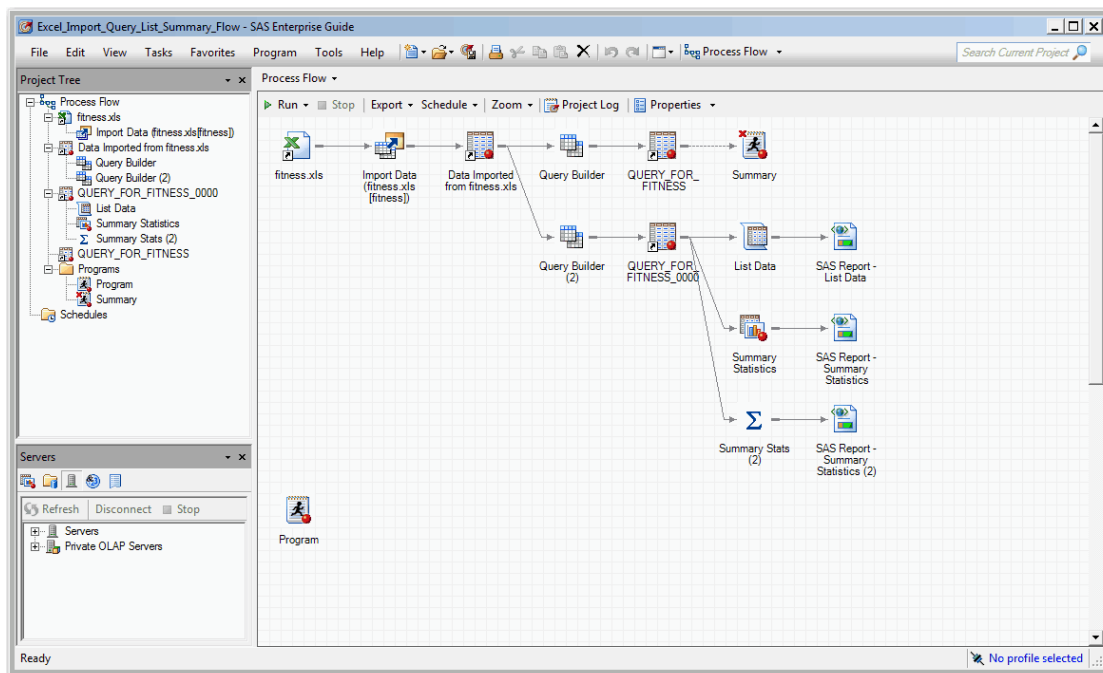 Excel_Import_Query_List_Summary_Flow - SAS Enterprise Guide
File Edit View Tasks Favorites Program Tools Help Process Flow Search Current Project
Project Tree
Process Flow
fitness.xls
Import Data (fitness.xls[fitness])
Data Imported from fitness.xls
Query Builder
Query Builder (2)
QUERY_FOR_FITNESS_0000
List Data
Summary Statistics
Summary Stats (2)
QUERY_FOR_FITNESS
Programs
Program
Summary
Schedules
Servers
Refresh Disconnect Stop
Servers
Private OLAP Servers
Process Flow
Run Stop Export Schedule Zoom Project Log Properties
fitness.xls
Import Data
(fitness.xls
[fitness])
Data Imported
from fitness.xls
Query Builder
QUERY_FOR_
FITNESS
Summary
Query Builder
(2)
QUERY_FOR_
FITNESS_0000
List Data
SAS Report -
List Data
Summary
Statistics
SAS Report -
Summary
Statistics
Σ
Summary Stats
(2)
SAS Report -
Summary
Statistics (2)
Program
Ready
No profile selected